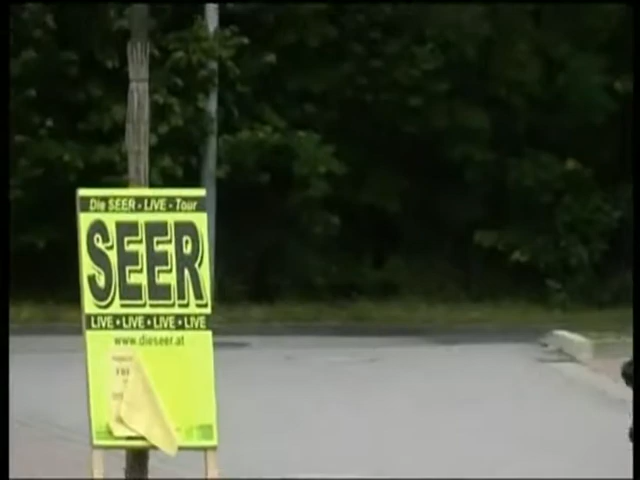 Die SEER - LIVE - Tour
SEER
LIVE • LIVE • LIVE • LIVE
www.dieseer.at